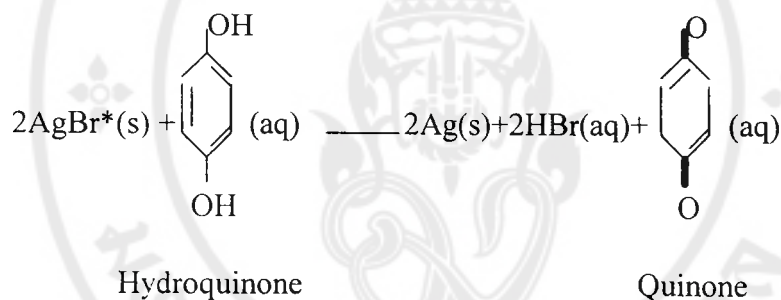 OH
O
2AgBr*(s) + (aq) 2Ag(s)+2HBr(aq)+ (aq)
OH
O
Hydroquinone Quinone